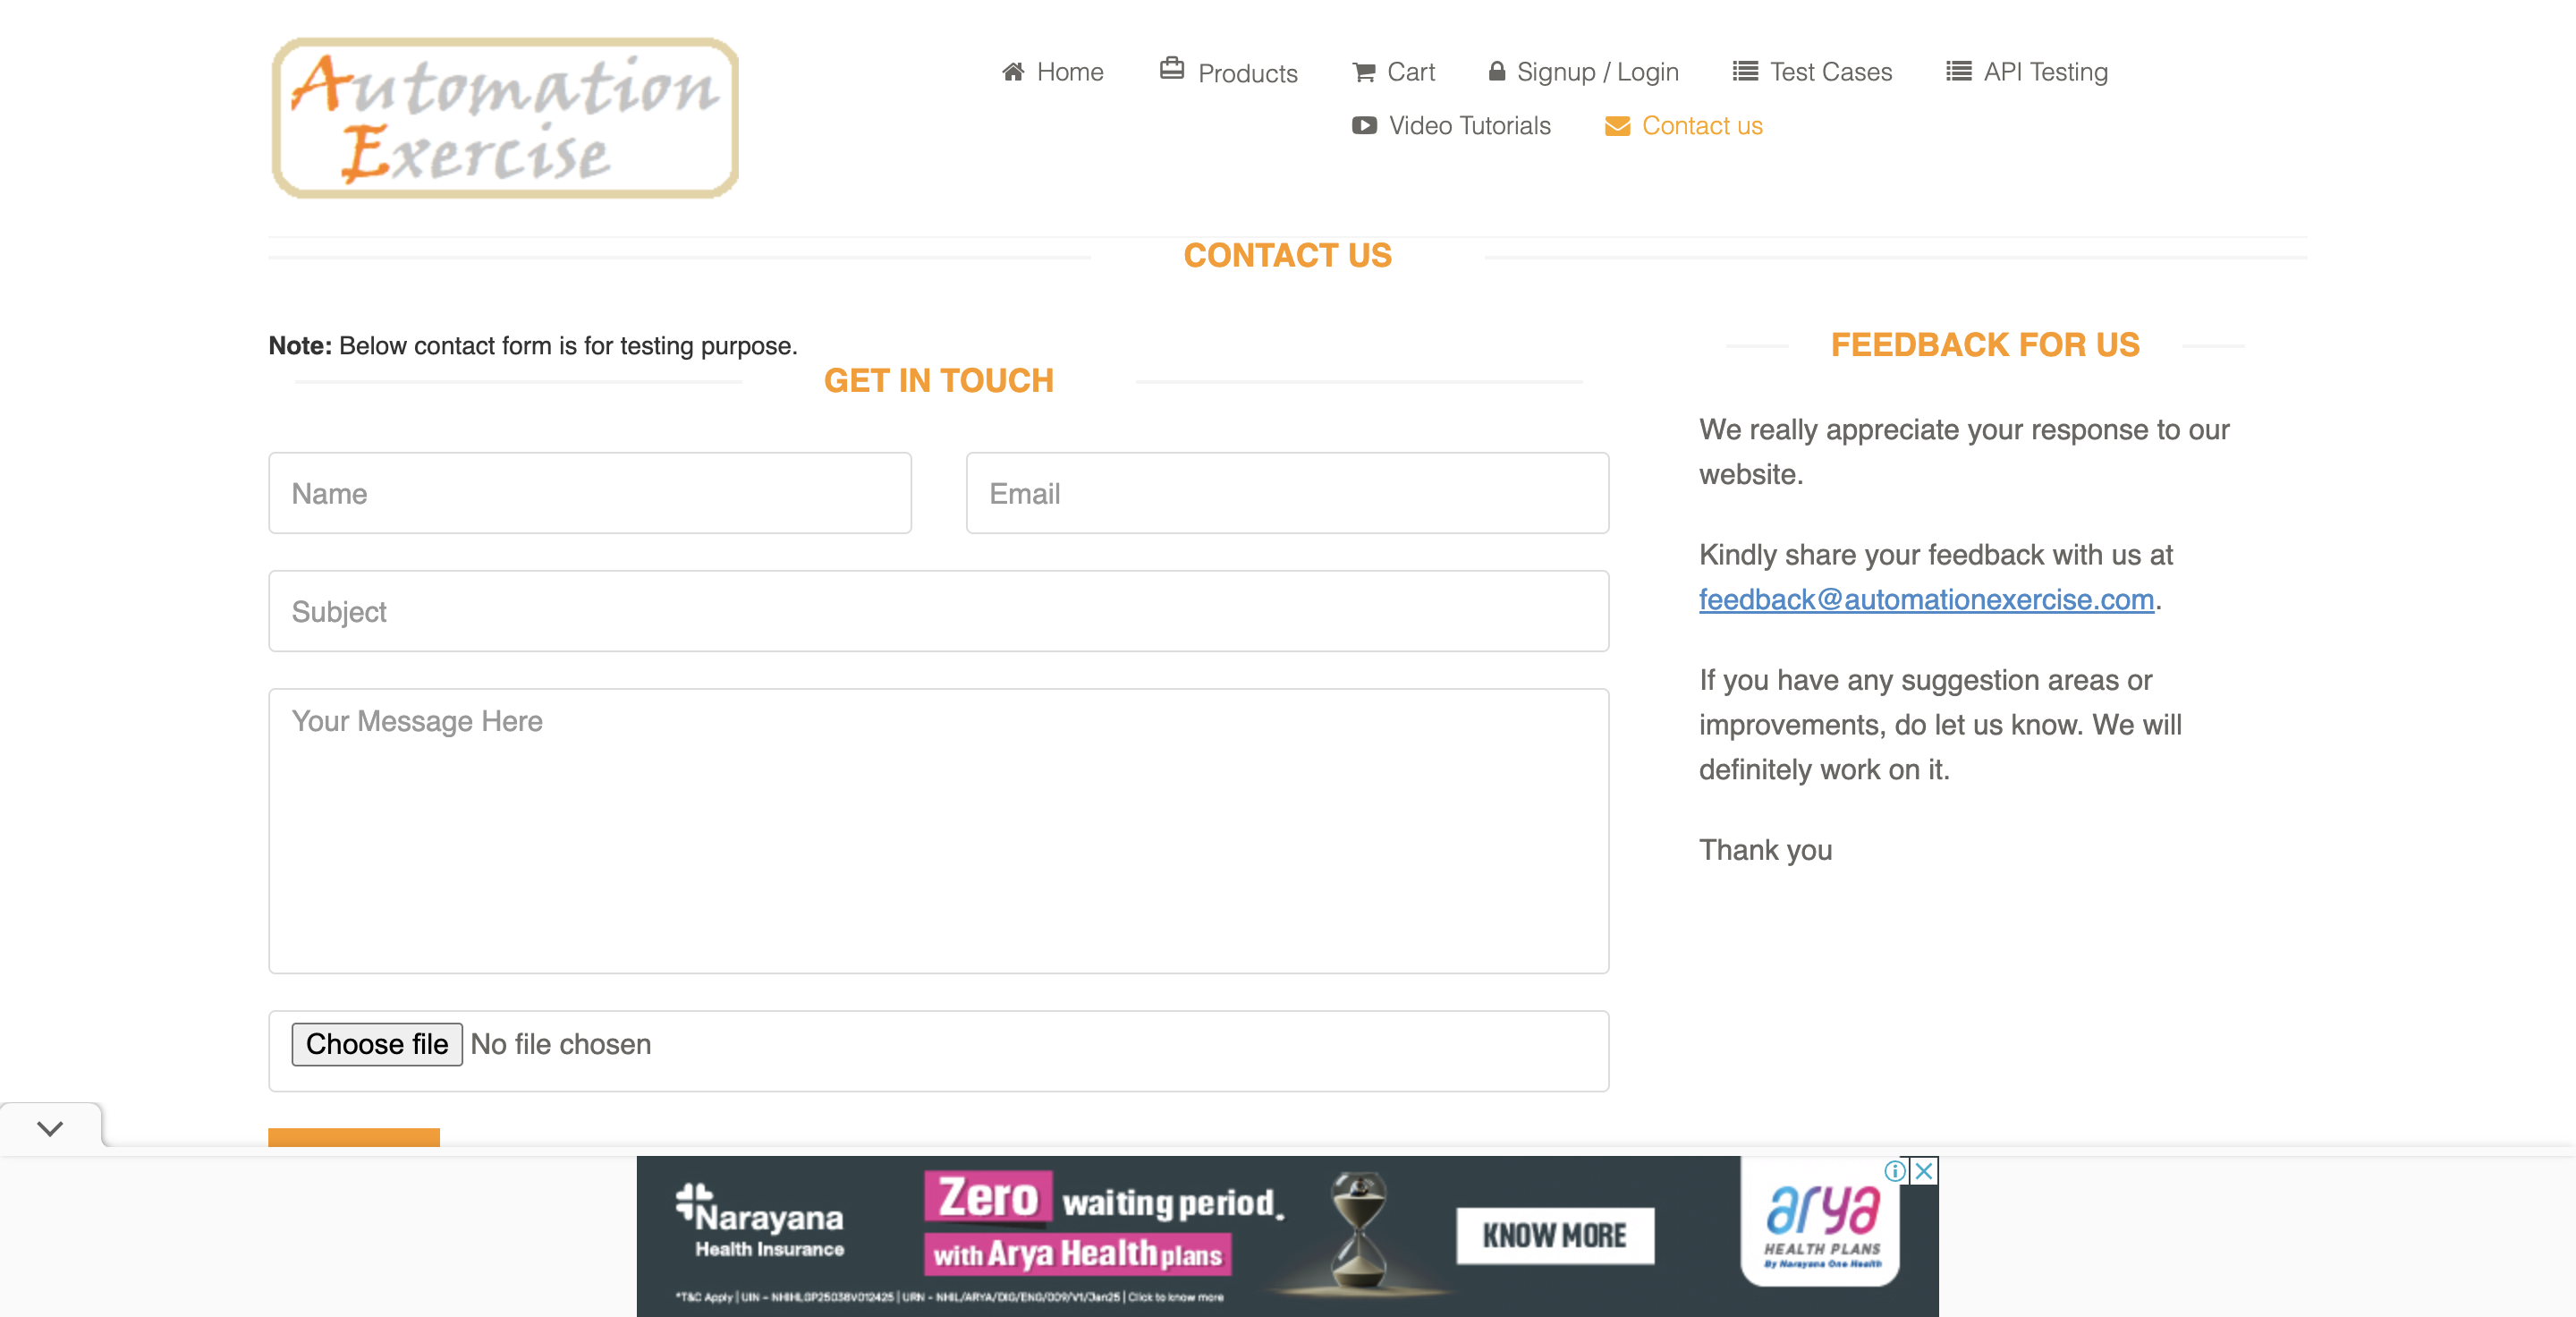 Automation
Exercise
Home
Products
Cart
Signup / Login
Test Cases
API Testing
Video Tutorials
Contact us
CONTACT US
Note: Below contact form is for testing purpose.
GET IN TOUCH
Name
Email
Subject
Your Message Here
Choose file No file chosen
FEEDBACK FOR US
We really appreciate your response to our
website.
Kindly share your feedback with us at
feedback@automationexercise.com.
If you have any suggestion areas or
improvements, do let us know. We will
definitely work on it.
Thank you
Narayana
Health Insurance
Zero waiting period.
with Arya Health plans
*T&C Apply | UIN - NHIHLGP25038V012425 | URN - NHIL/ARYA/DIG/ENG/009/V1/Jan25 | Click to know more
KNOW MORE
arya
HEALTH PLANS
By Narayana One Health